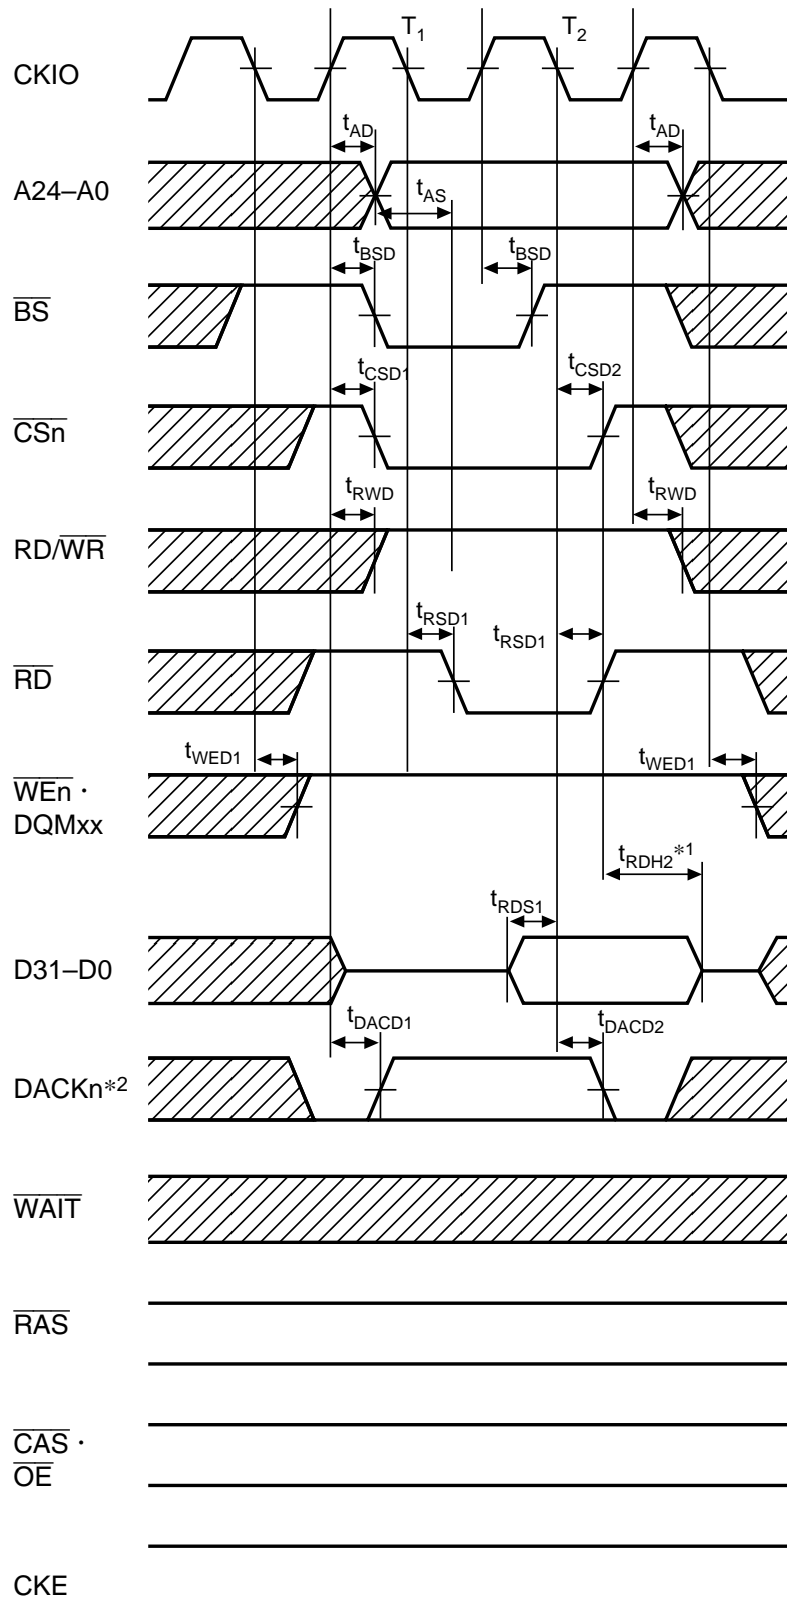 T1 T2
CKIO
tAD tAD
A24–A0
tAS
tBSD tBSD
BS
tCSD1 tCSD2
CSn
tRWD tRWD
RD/WR
tRSD1 tRSD1
RD
tWED1 tWED1
WEn ·
DQMxx
tRDH2*1
tRDS1
D31–D0
tDACD1 tDACD2
DACKn*2
WAIT
RAS
CAS ·
OE
CKE